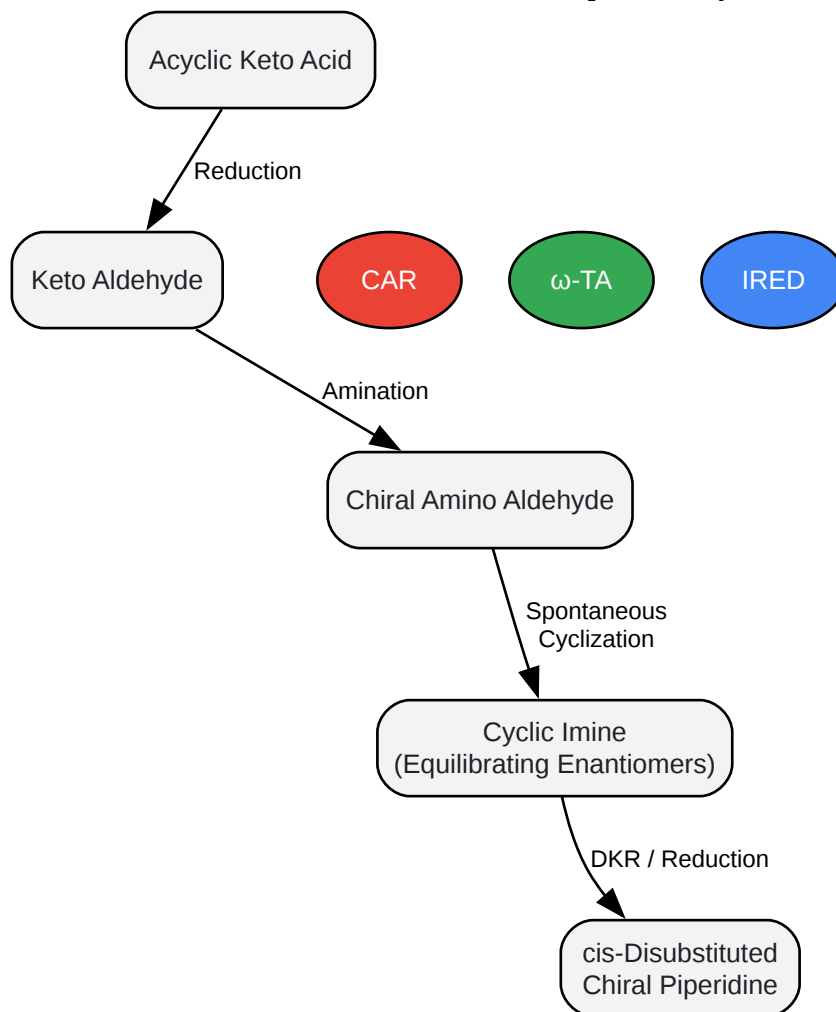 Acyclic Keto Acid
Reduction
Keto Aldehyde
CAR
ω-TA
IRED
Amination
Chiral Amino Aldehyde
Spontaneous
Cyclization
Cyclic Imine
(Equilibrating Enantiomers)
DKR / Reduction
cis-Disubstituted
Chiral Piperidine